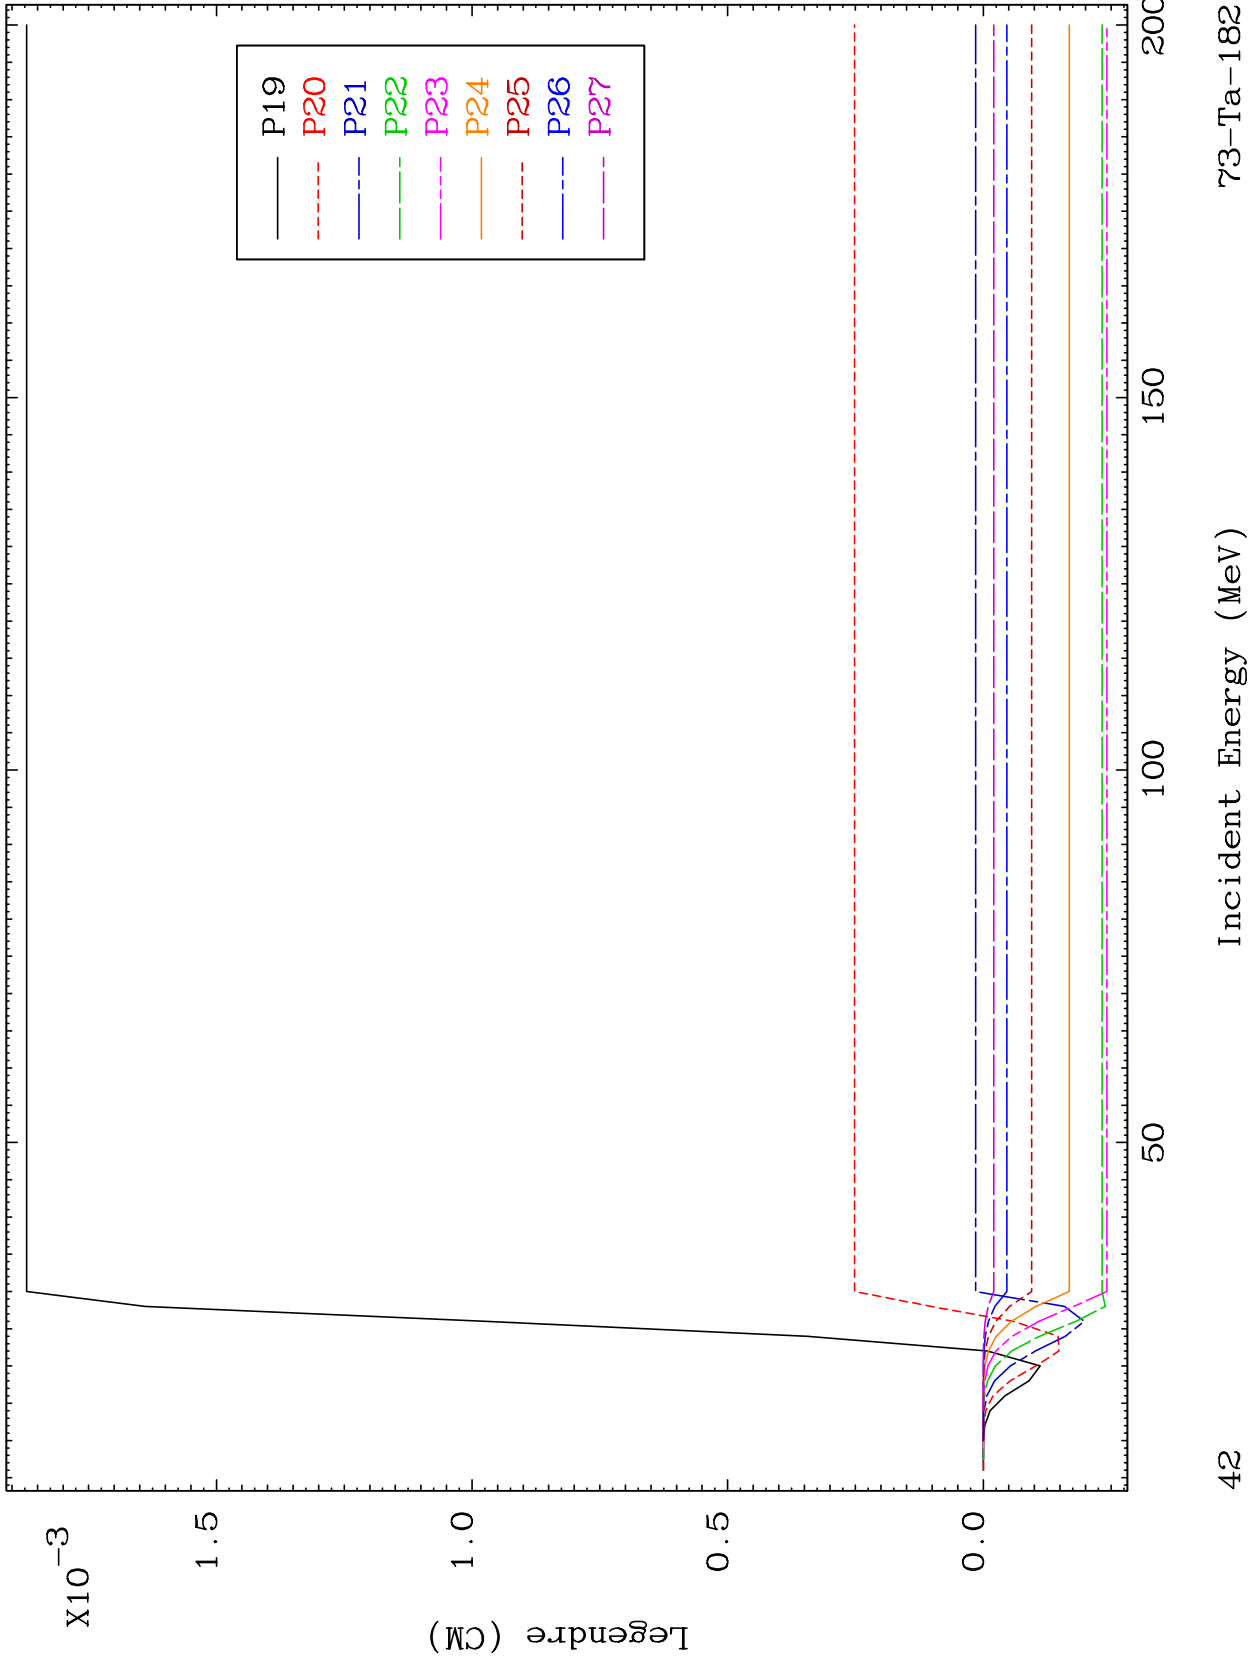 X10-3
1.5
1.0
0.5
0.0
Legendre (CM)
P19
P20
P21
P22
P23
P24
P25
P26
P27
50
100
150
200
Incident Energy (MeV)
42
73-Ta-182